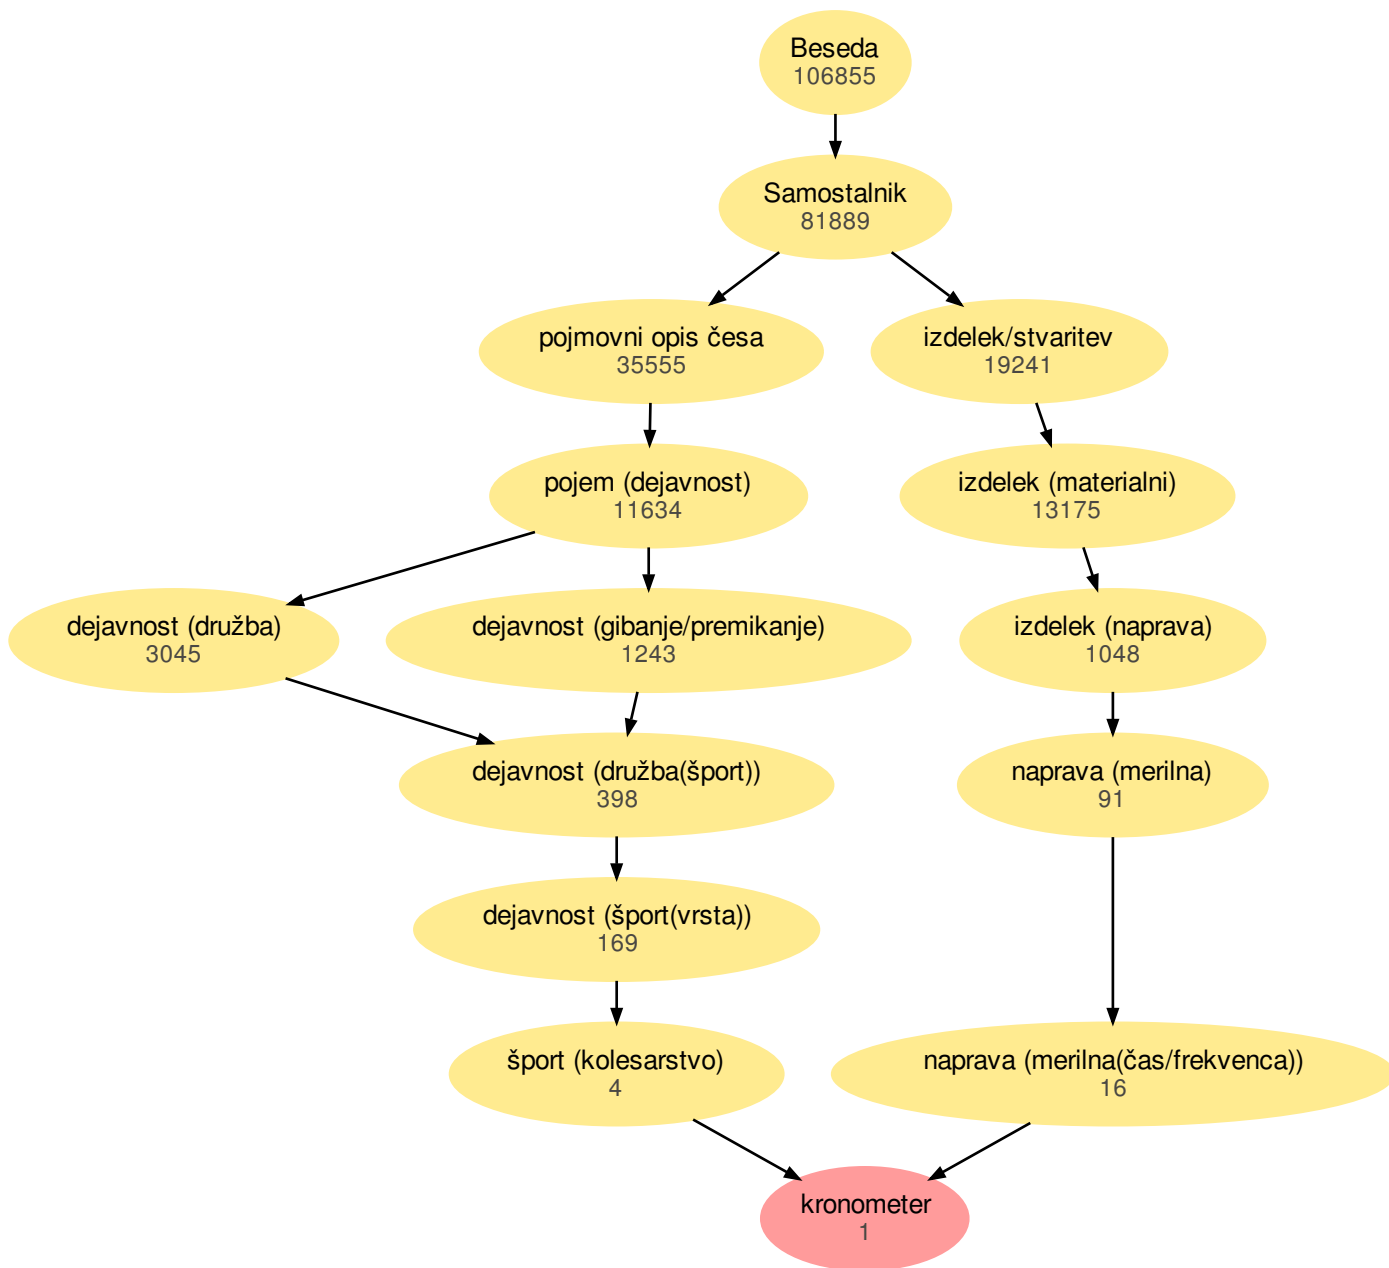 Beseda
106855
Samostalnik
81889
pojmovni opis česa
35555
izdelek/stvaritev
19241
pojem (dejavnost)
11634
izdelek (materialni)
13175
dejavnost (družba)
3045
dejavnost (gibanje/premikanje)
1243
izdelek (naprava)
1048
dejavnost (družba(šport))
398
naprava (merilna)
91
dejavnost (šport(vrsta))
169
šport (kolesarstvo)
4
naprava (merilna(čas/frekvenca))
16
kronometer
1